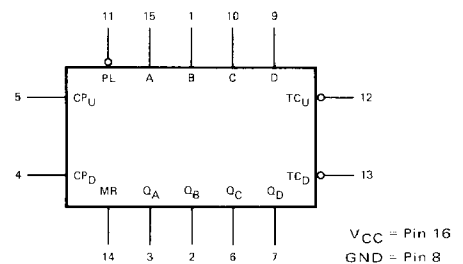 11 15 1 10 9
PL A B C D
5 CPU TCU 12
4 CPD TCD 13
MR QA QB QC QD
14 3 2 6 7
VCC = Pin 16
GND = Pin 8